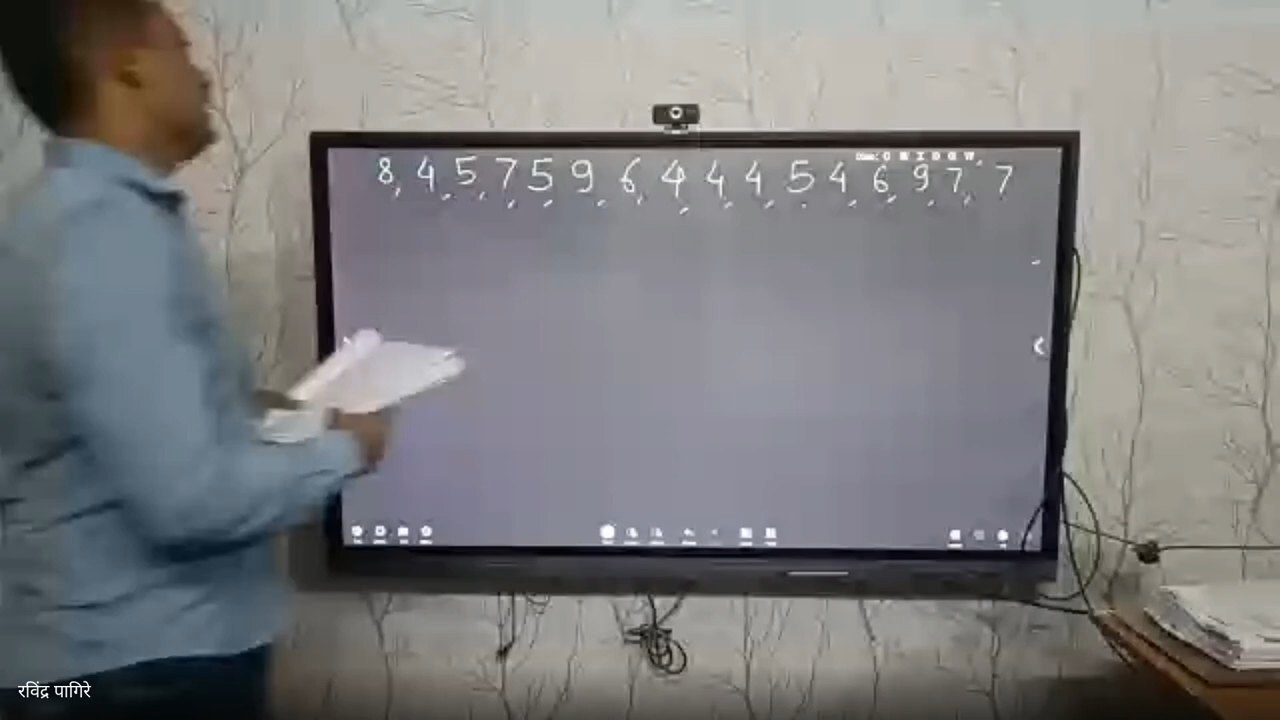 8, 4, 5, 7, 5, 9, 6, 4, 4, 4, 5, 4, 6, 9, 7, 7
रविंद्र पागिरे